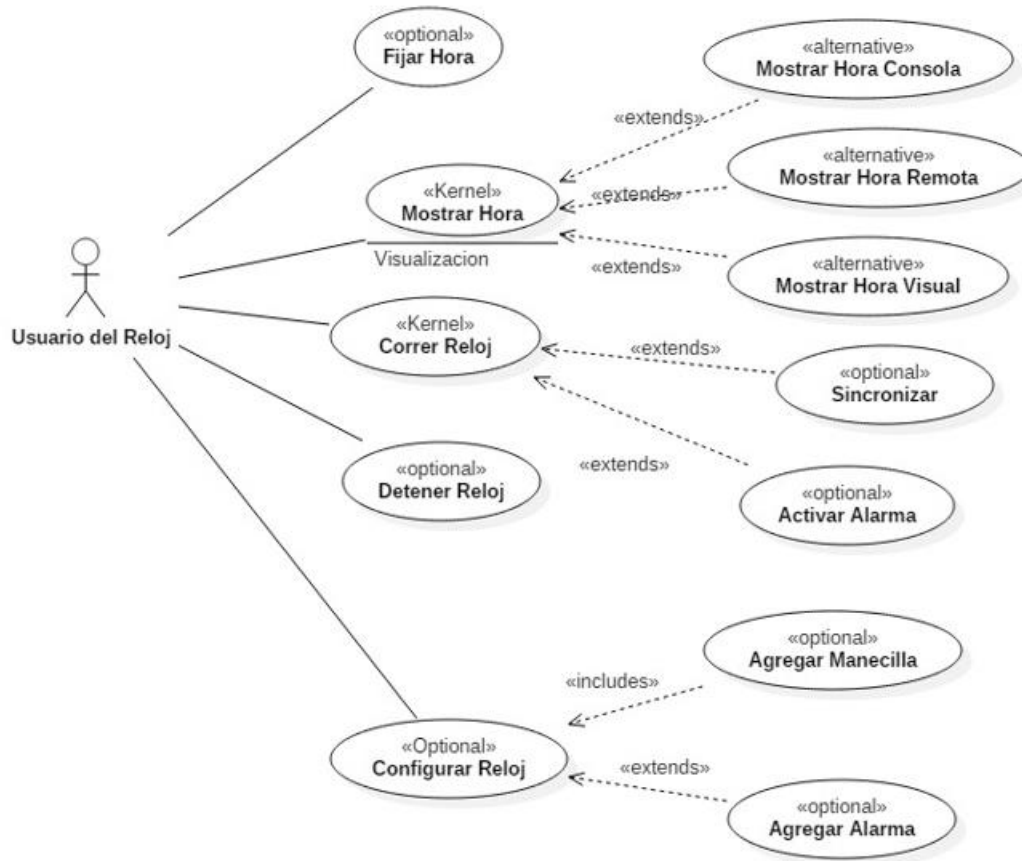 «optional»
Fijar Hora
«alternative»
Mostrar Hora Consola
«extends»
«Kernel»
Mostrar Hora
Visualizacion
«extends»
«alternative»
Mostrar Hora Remota
«extends»
«alternative»
Mostrar Hora Visual
Usuario del Reloj
«Kernel»
Correr Reloj
«extends»
«optional»
Sincronizar
«optional»
Detener Reloj
«extends»
«optional»
Activar Alarma
«optional»
Agregar Manecilla
«includes»
«Optional»
Configurar Reloj
«extends»
«optional»
Agregar Alarma